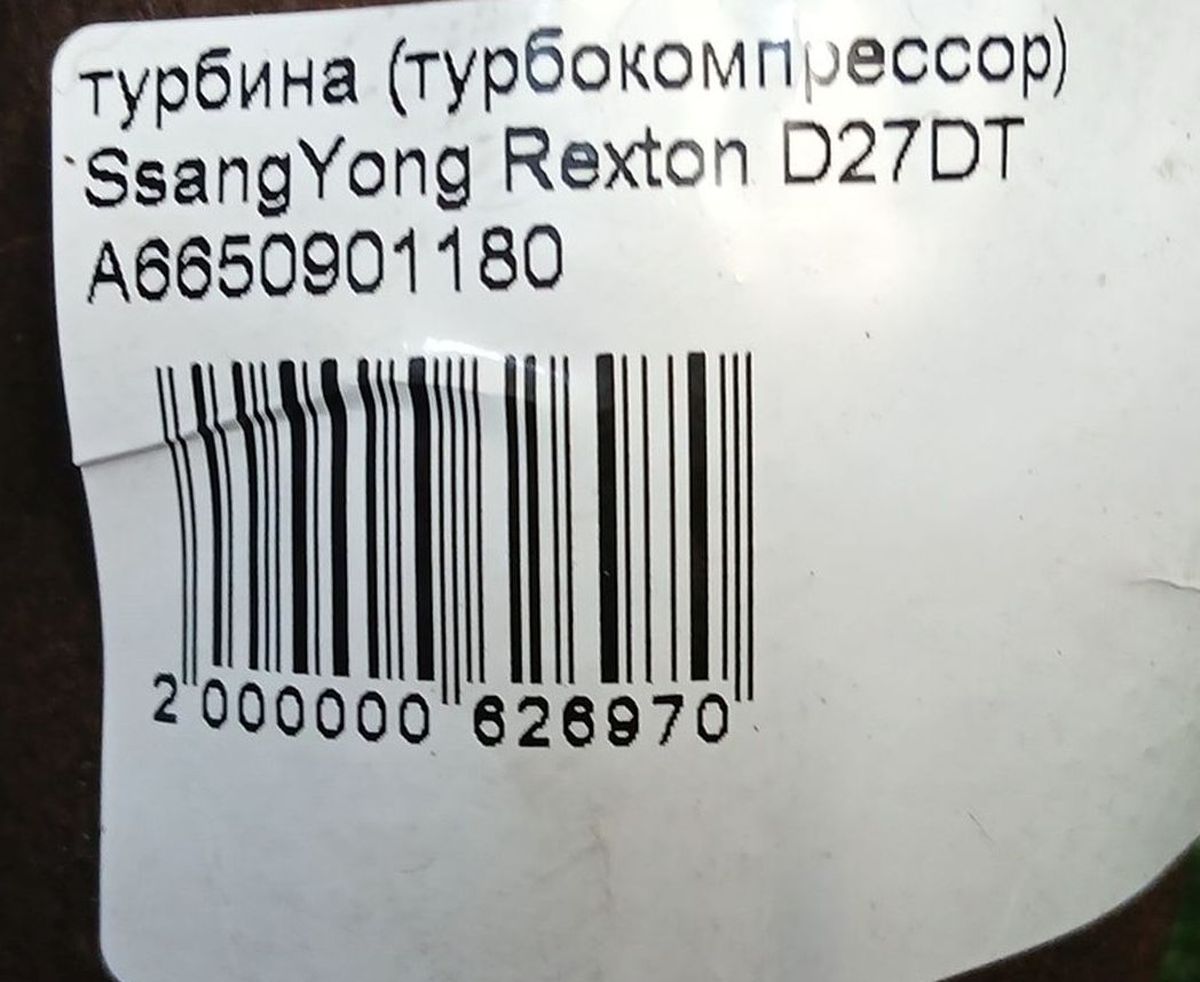 турбина (турбокомпрессор)
SsangYong Rexton D27DT
A6650901180
2 000000 626970